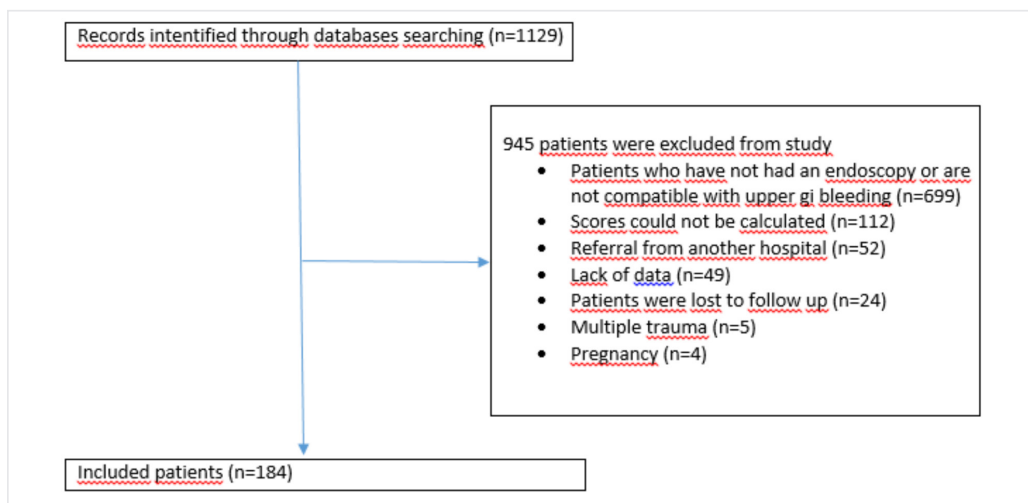 Records intentified through databases searching (n=1129)
945 patients were excluded from study
• Patients who have not had an endoscopy or are
not compatible with upper gi bleeding (n=699)
• Scores could not be calculated (n=112)
• Referral from another hospital (n=52)
• Lack of data (n=49)
• Patients were lost to follow up (n=24)
• Multiple trauma (n=5)
• Pregnancy (n=4)
Included patients (n=184)